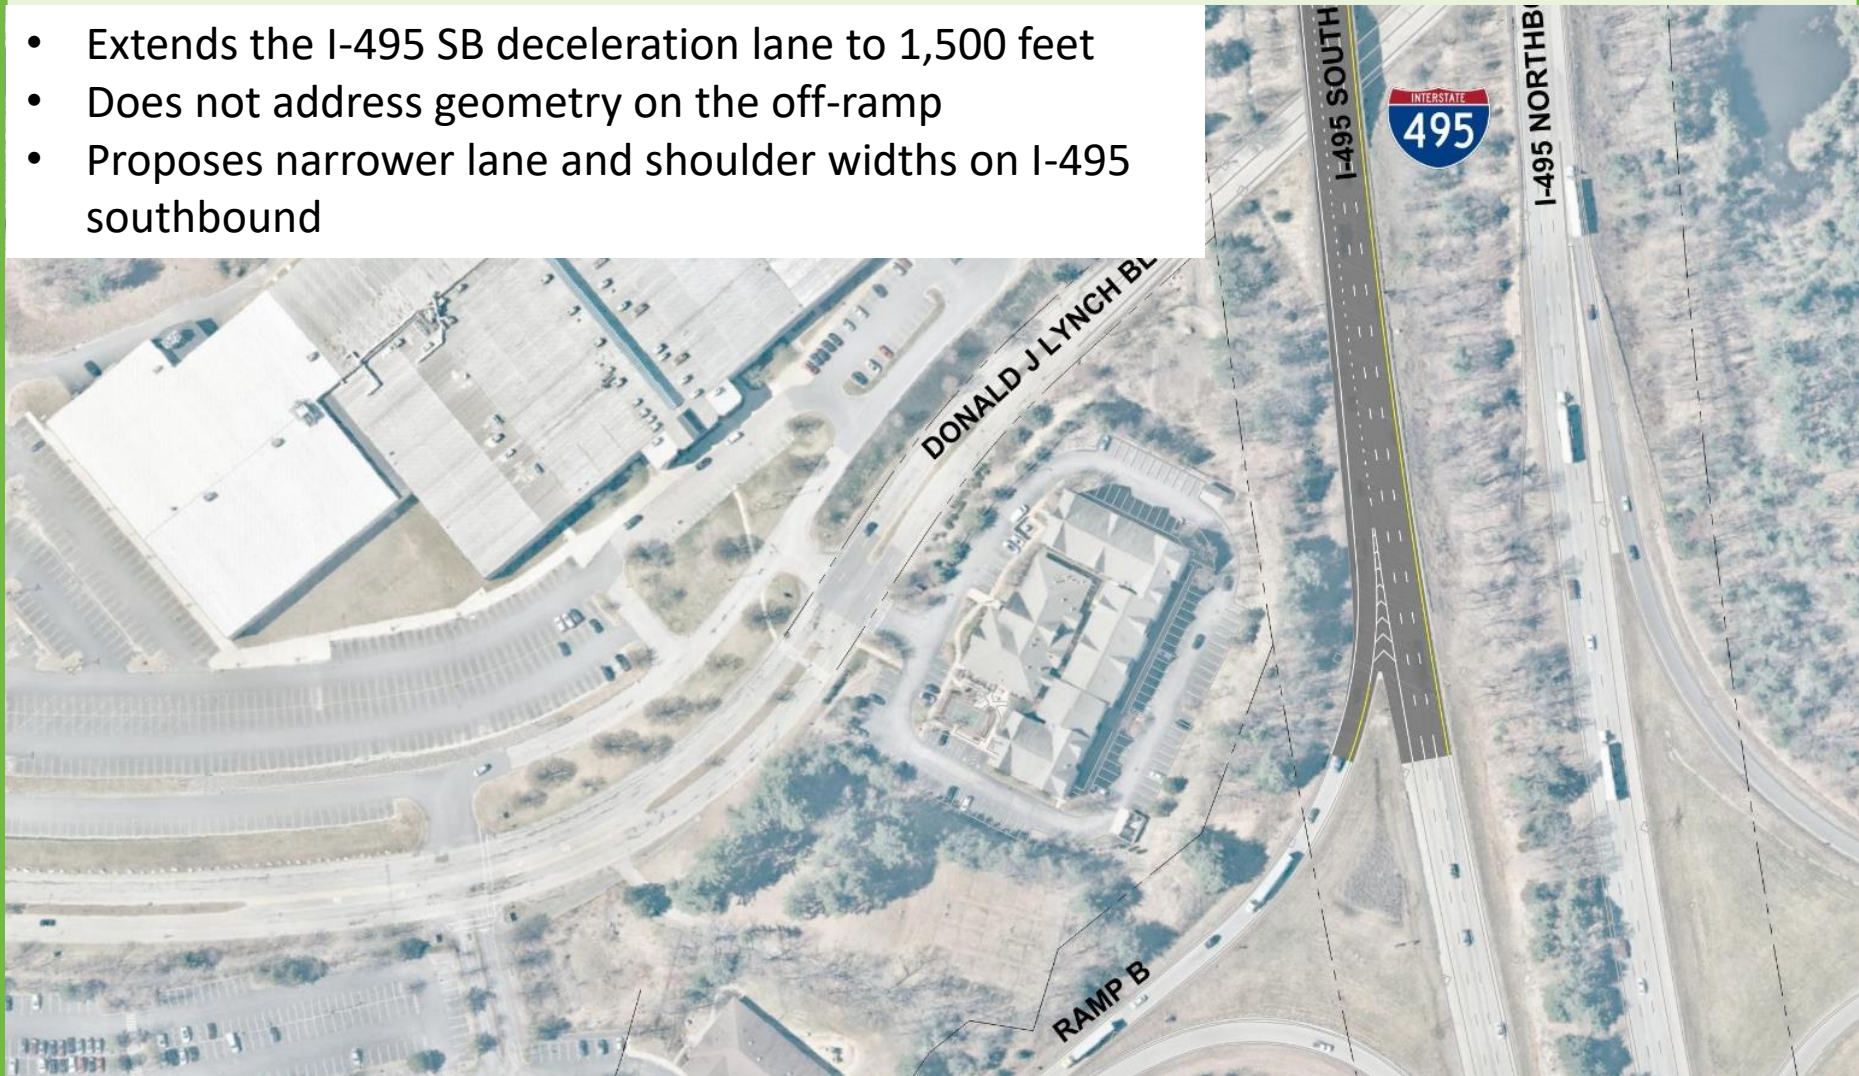 • Extends the I-495 SB deceleration lane to 1,500 feet
• Does not address geometry on the off-ramp
• Proposes narrower lane and shoulder widths on I-495
southbound
I-495 SOUTH
INTERSTATE
495
I-495 NORTHBO
DONALD J LYNCH BL
RAMP B